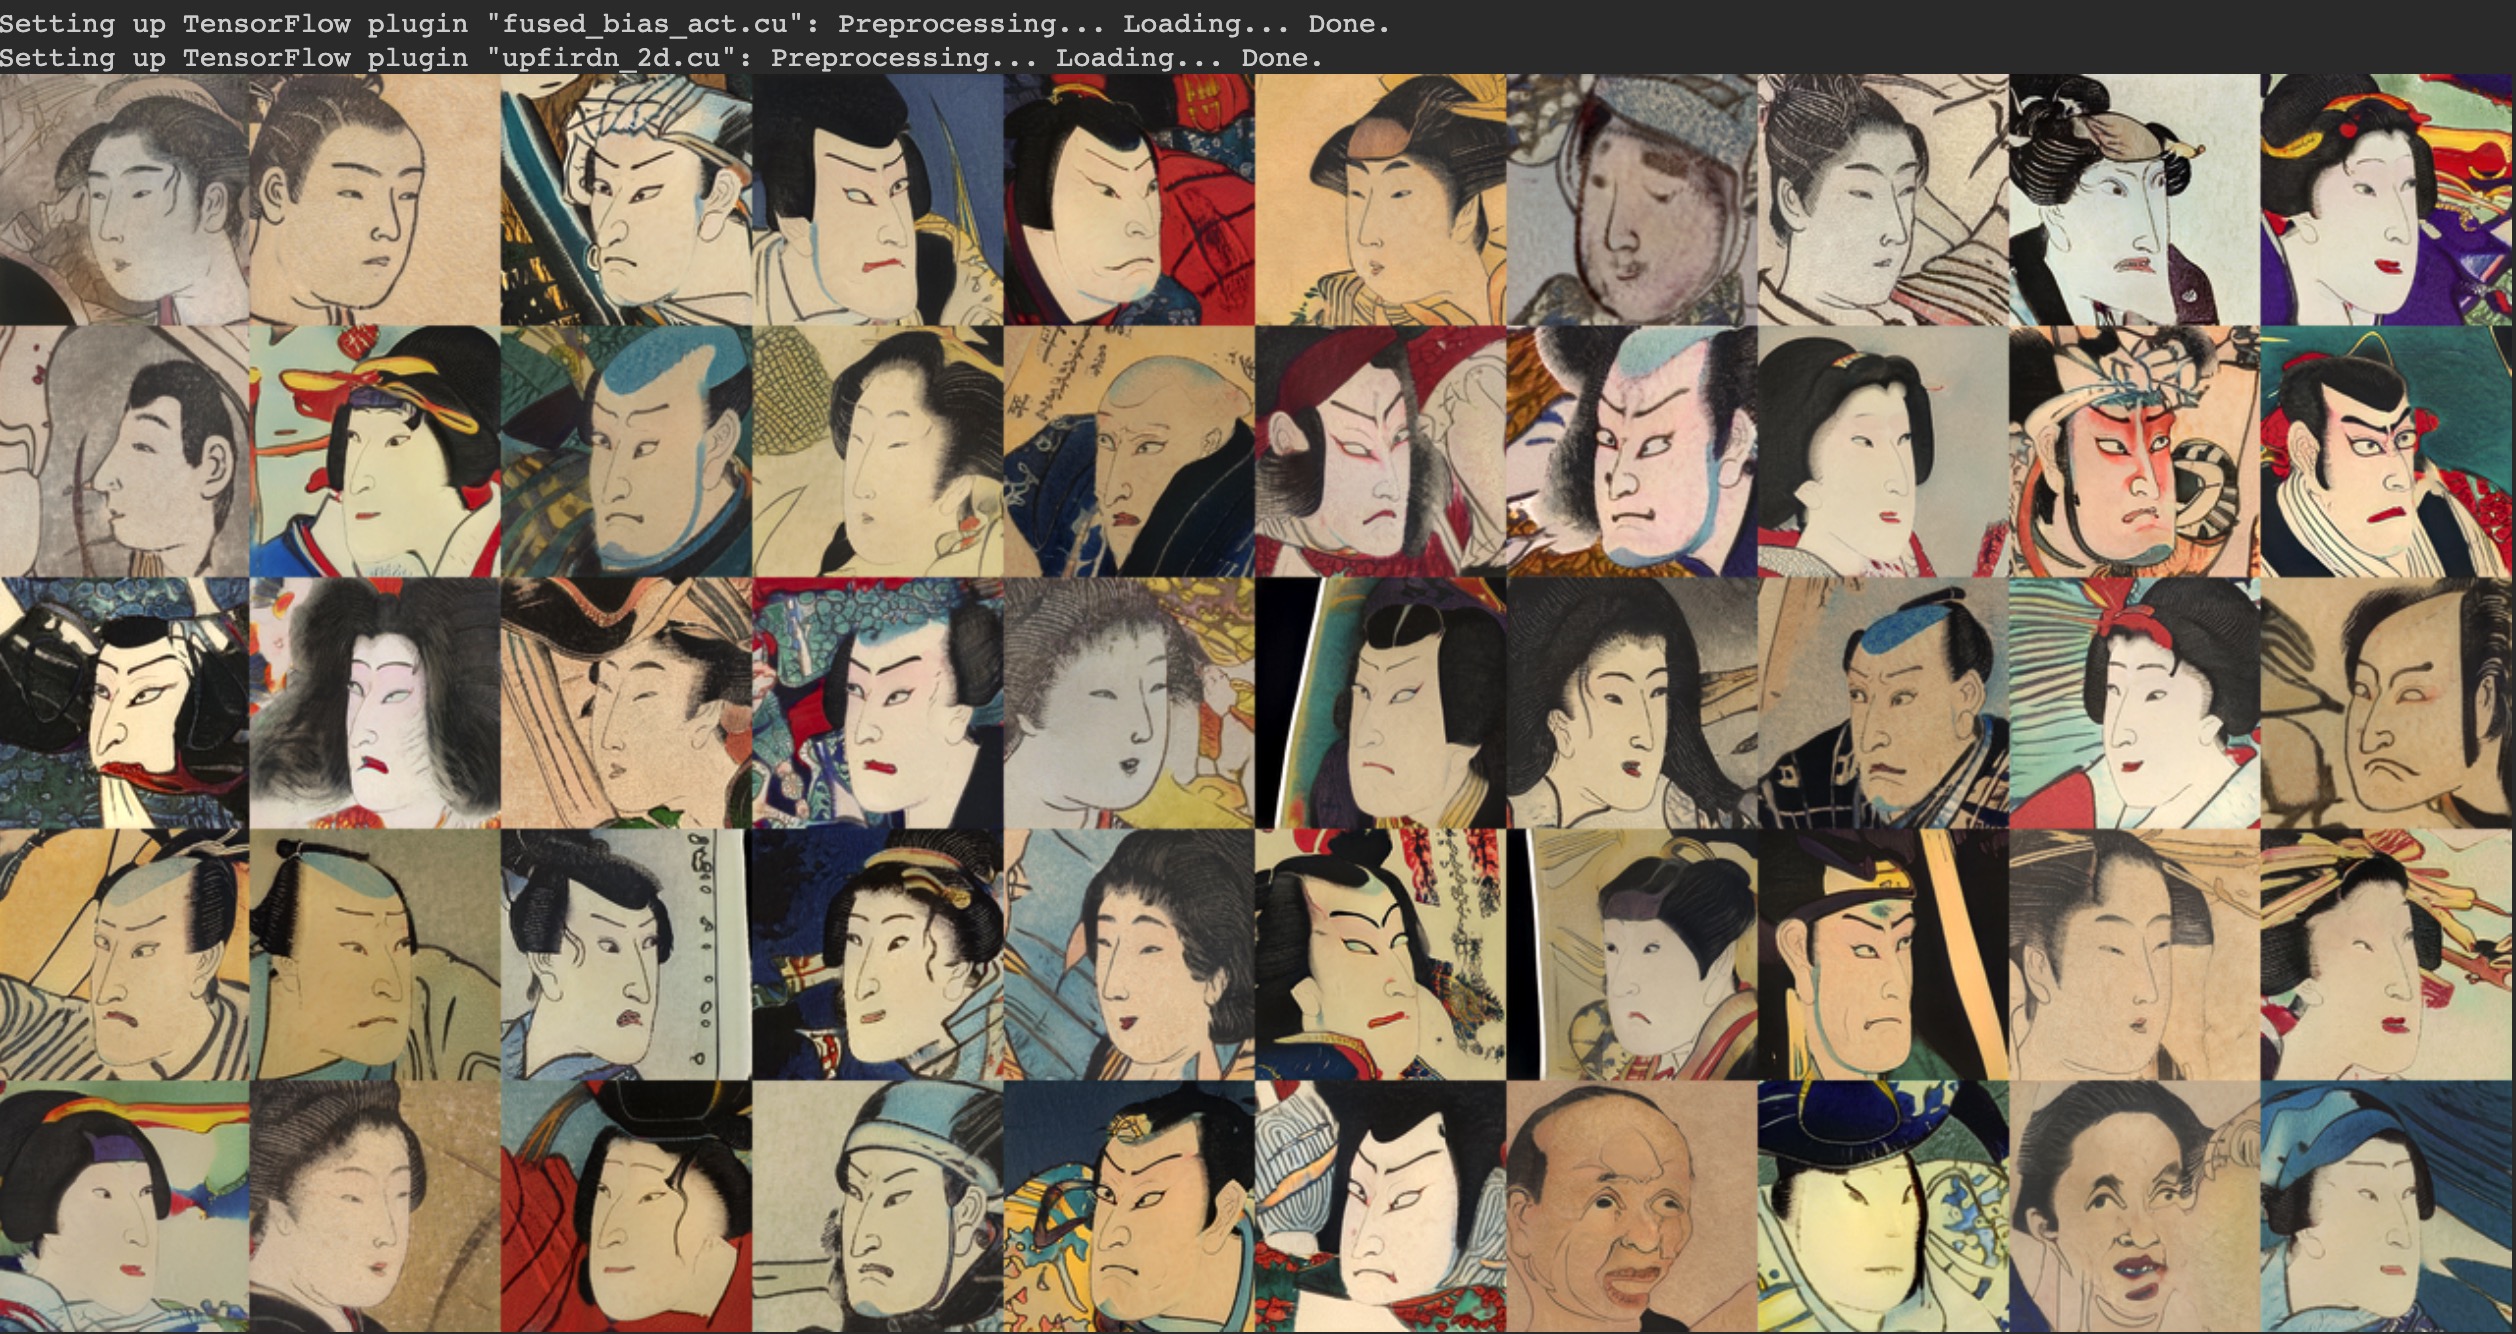 Setting up TensorFlow plugin "fused_bias_act.cu": Preprocessing... Loading... Done.
Setting up TensorFlow plugin "upfirdn_2d.cu": Preprocessing... Loading... Done.